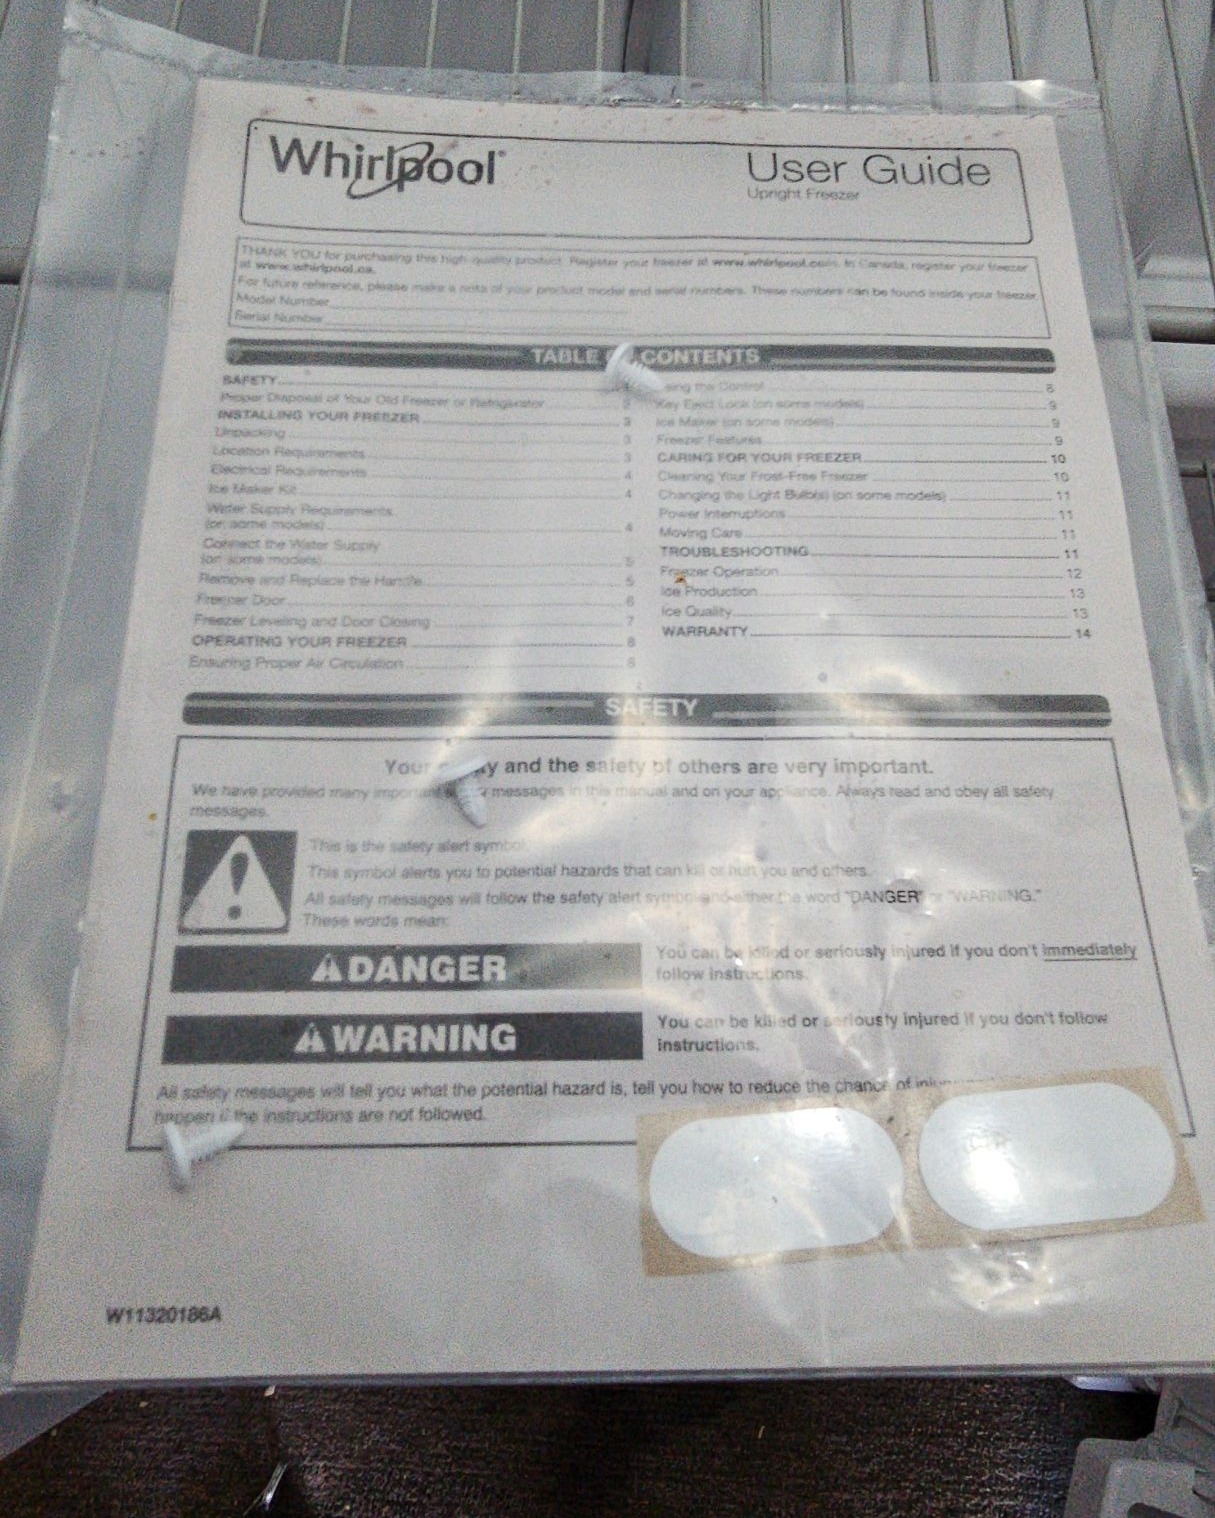 Whirlpool
User Guide
Upright Freezer
THANK YOU for purchasing this high-quality product. Register your freezer at www.whirlpool.com. In Canada, register your freezer
at www.whirlpool.ca.
For future reference, please make a note of your product model and serial numbers. These numbers can be found inside your freezer.
Model Number
Serial Number
TABLE CONTENTS
SAFETY
Proper Disposal of Your Old Freezer or Refrigerator 2
INSTALLING YOUR FREEZER 3
Unpacking 3
Location Requirements 3
Electrical Requirements 4
Ice Maker Kit 4
Water Supply Requirements
(on some models) 4
Connect the Water Supply
(on some models) 5
Remove and Replace the Handle 5
Freezer Door 6
Freezer Leveling and Door Closing 7
OPERATING YOUR FREEZER 8
Ensuring Proper Air Circulation 8
the Control 8
Key Eject Lock (on some models) 9
Ice Maker (on some models) 9
Freezer Features 9
CARING FOR YOUR FREEZER 10
Cleaning Your Frost-Free Freezer 10
Changing the Light Bulb(s) (on some models) 11
Power Interruptions 11
Moving Care 11
TROUBLESHOOTING 11
Freezer Operation 12
Ice Production 13
Ice Quality 13
WARRANTY 14
SAFETY
Your and the safety of others are very important.
We have provided many important messages in this manual and on your appliance. Always read and obey all safety
messages.
This is the safety alert symbol.
This symbol alerts you to potential hazards that can kill or hurt you and others.
All safety messages will follow the safety alert symbol and either the word "DANGER" or "WARNING."
These words mean:
DANGER
You can be killed or seriously injured if you don't immediately
follow instructions.
WARNING
You can be killed or seriously injured if you don't follow
instructions.
All safety messages will tell you what the potential hazard is, tell you how to reduce the chance of
happen if the instructions are not followed.
W11320186A